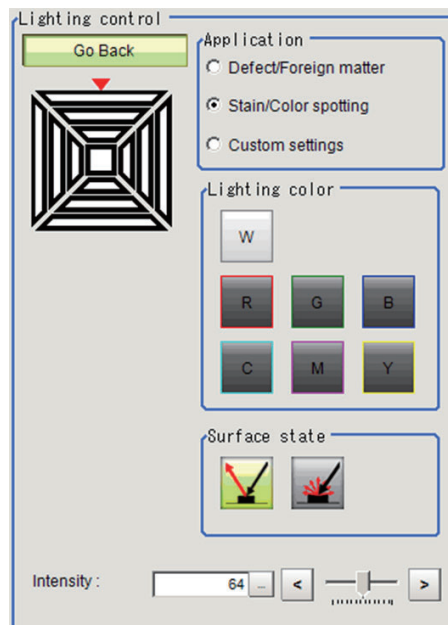 Lighting control
Go Back
Application
Defect/Foreign matter
Stain/Color spotting
Custom settings
Lighting color
W
R G B
C M Y
Surface state
Intensity : 64 ... < >